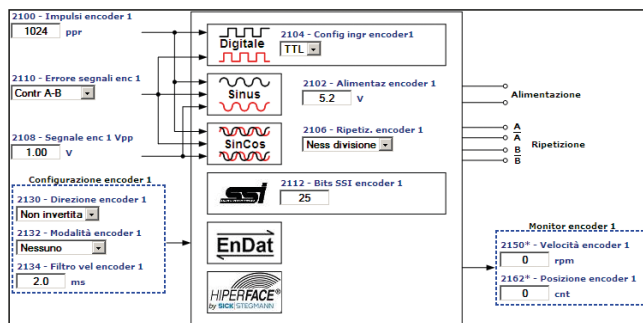 2100 - Impulsi encoder 1
1024 ppr
2110 - Errore segnali enc 1
Contr A-B
2108 - Segnale enc 1 Vpp
1.00 V
Configurazione encoder 1
2130 - Direzione encoder 1
Non invertita
2132 - Modalità encoder 1
Nessuno
2134 - Filtro vel encoder 1
2.0 ms
Digitale
2104 - Config ingr encoder1
TTL
Sinus
2102 - Alimentaz encoder 1
5.2 V
SinCos
2106 - Ripetiz. encoder 1
Ness divisione
SSI
2112 - Bits SSI encoder 1
25
EnDat
HIPERFACE®
by SICK|STEGMANN
Alimentazione
A
A̅
B
B̅
Ripetizione
Monitor encoder 1
2150* - Velocità encoder 1
0 rpm
2162* - Posizione encoder 1
0 cnt